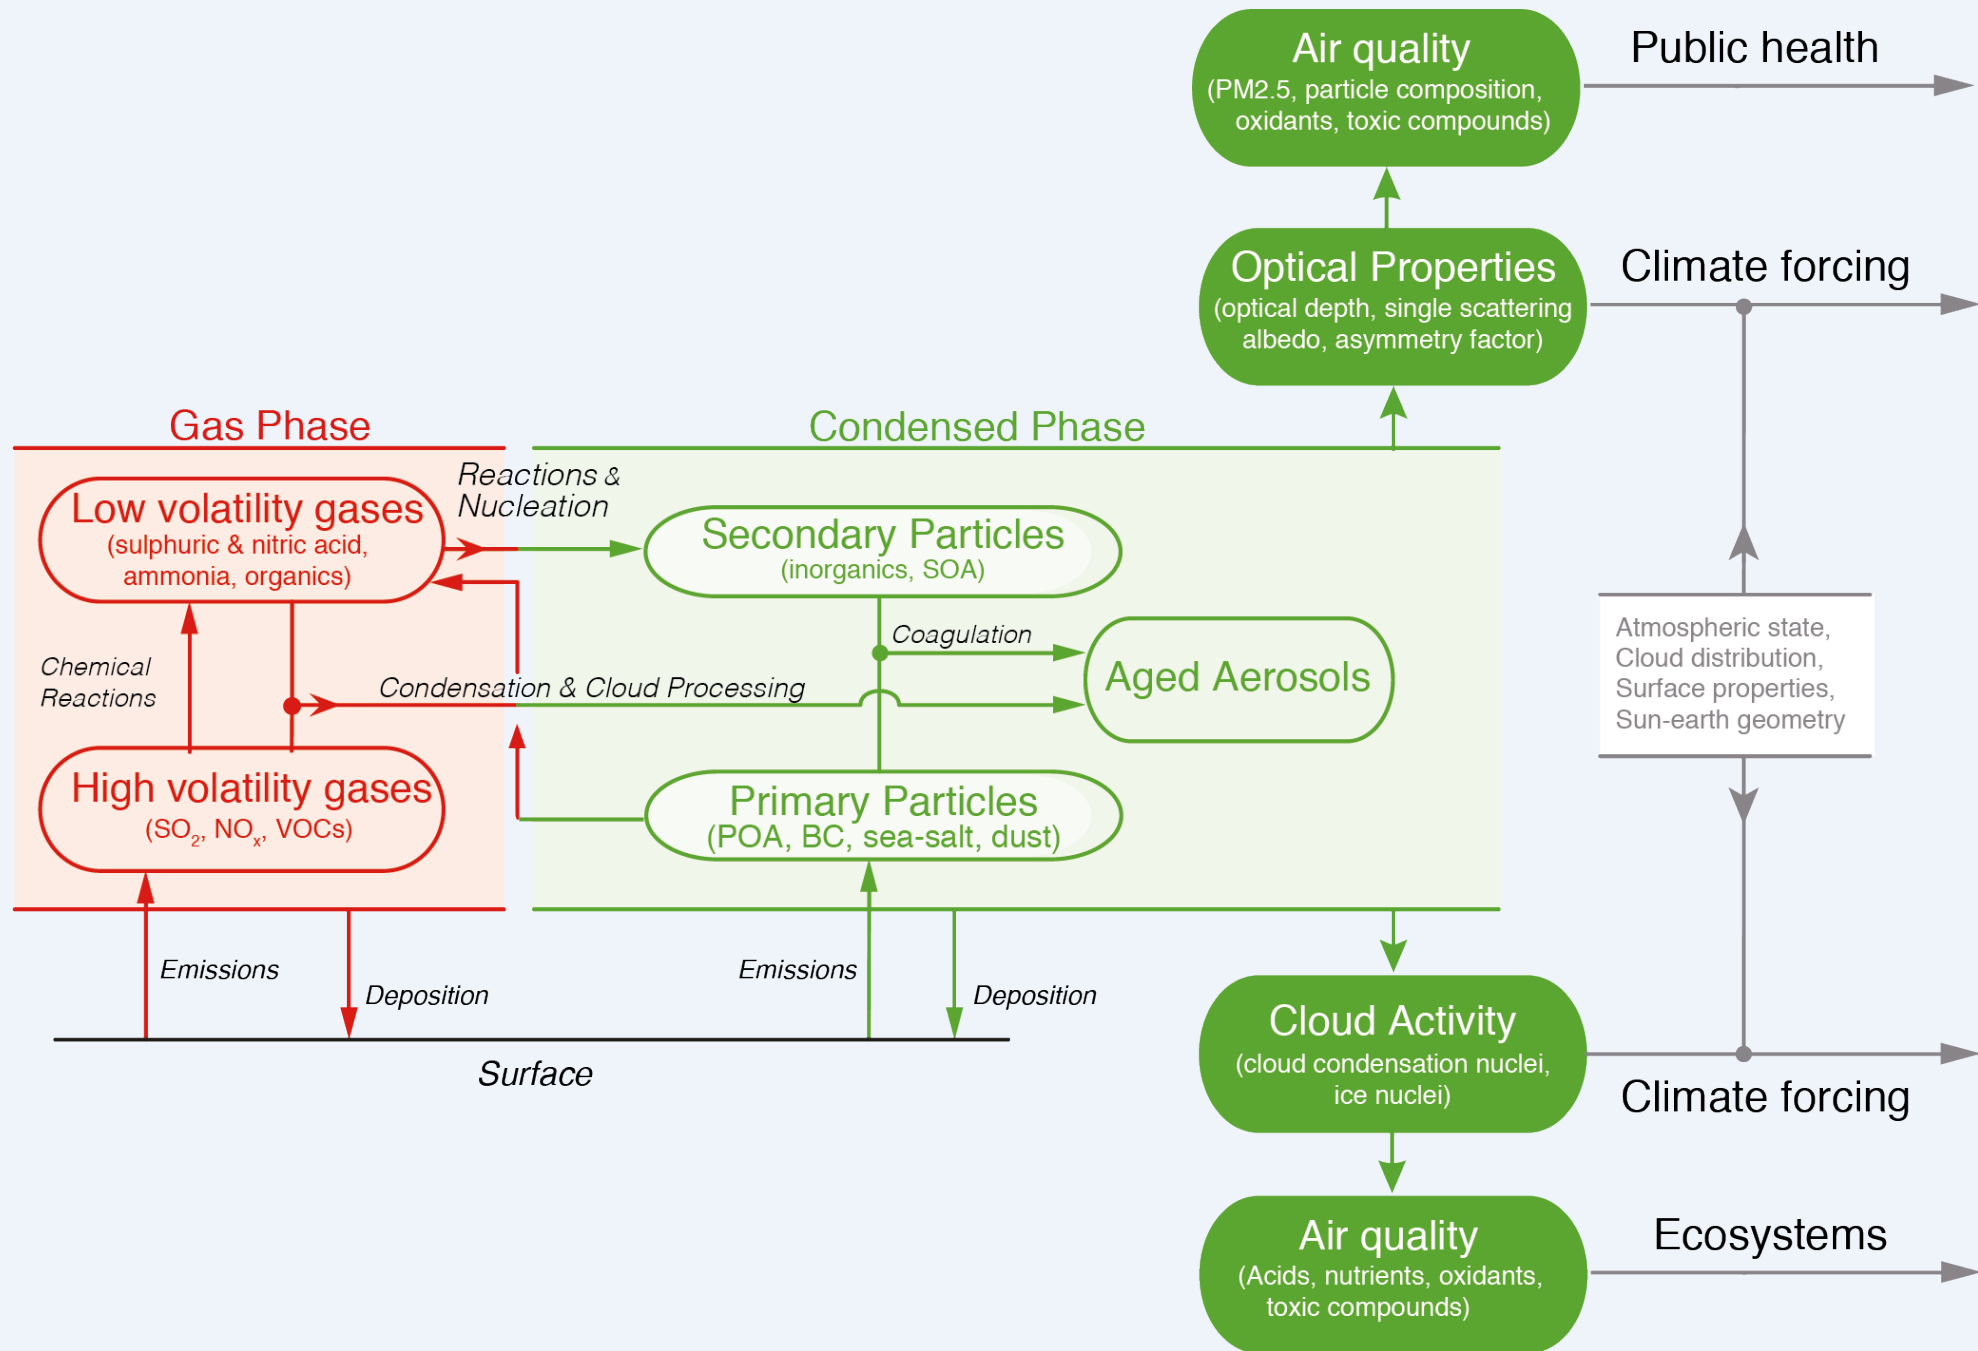 Air quality
(PM2.5, particle composition,
oxidants, toxic compounds)
Public health
Optical Properties
(optical depth, single scattering
albedo, asymmetry factor)
Climate forcing
Gas Phase
Condensed Phase
Low volatility gases
(sulphuric & nitric acid,
ammonia, organics)
Reactions &
Nucleation
Secondary Particles
(inorganics, SOA)
Coagulation
Aged Aerosols
Chemical
Reactions
Condensation & Cloud Processing
High volatility gases
(SO₂, NOₓ, VOCs)
Primary Particles
(POA, BC, sea-salt, dust)
Atmospheric state,
Cloud distribution,
Surface properties,
Sun-earth geometry
Emissions
Deposition
Emissions
Deposition
Surface
Cloud Activity
(cloud condensation nuclei,
ice nuclei)
Climate forcing
Air quality
(Acids, nutrients, oxidants,
toxic compounds)
Ecosystems